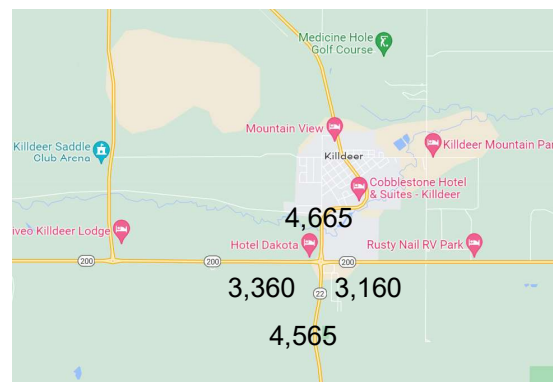 Medicine Hole
Golf Course
Mountain View
Killdeer Saddle
Club Arena
Killdeer
Killdeer Mountain Par
Cobblestone Hotel
& Suites - Killdeer
4,665
iveo Killdeer Lodge
Hotel Dakota
Rusty Nail RV Park
200
200
200
3,360
22
3,160
4,565